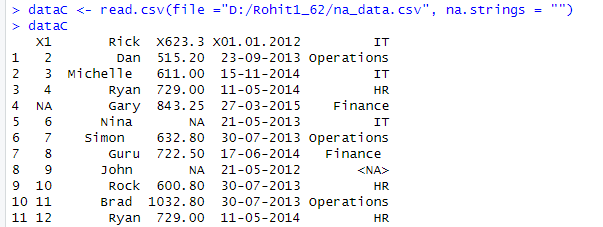 > dataC <- read.csv(file ="D:/Rohit1_62/na_data.csv", na.strings = "")
> dataC
X1 Rick X623.3 X01.01.2012 IT
1 2 Dan 515.20 23-09-2013 Operations
2 3 Michelle 611.00 15-11-2014 IT
3 4 Ryan 729.00 11-05-2014 HR
4 NA Gary 843.25 27-03-2015 Finance
5 6 Nina NA 21-05-2013 IT
6 7 Simon 632.80 30-07-2013 Operations
7 8 Guru 722.50 17-06-2014 Finance
8 9 John NA 21-05-2012 <NA>
9 10 Rock 600.80 30-07-2013 HR
10 11 Brad 1032.80 30-07-2013 Operations
11 12 Ryan 729.00 11-05-2014 HR